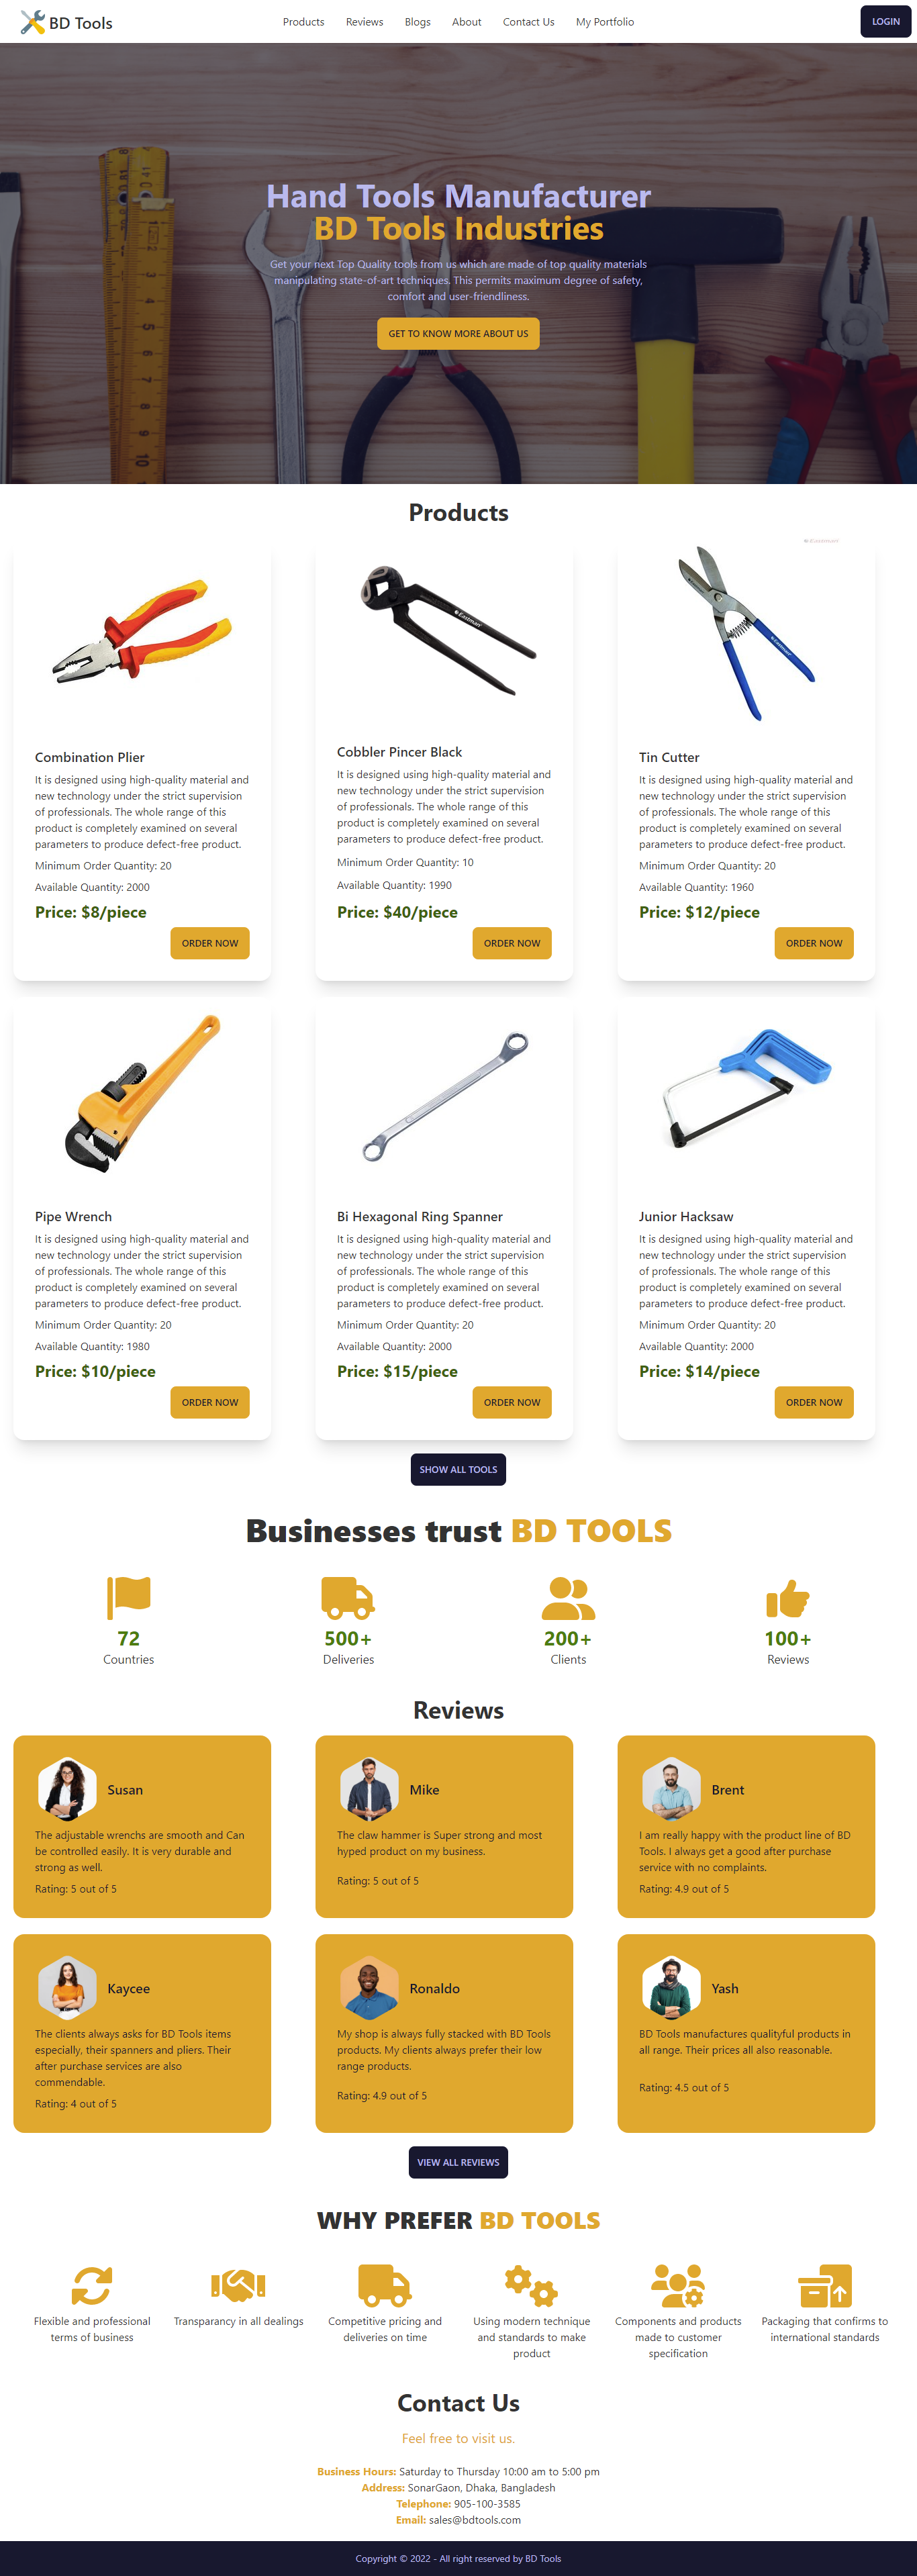 BD Tools
Products Reviews Blogs About Contact Us My Portfolio
LOGIN
Hand Tools Manufacturer
BD Tools Industries
Get your next Top Quality tools from us which are made of top quality materials
manipulating state-of-art techniques. This permits maximum degree of safety,
comfort and user-friendliness.
GET TO KNOW MORE ABOUT US
Products
Combination Plier
It is designed using high-quality material and
new technology under the strict supervision
of professionals. The whole range of this
product is completely examined on several
parameters to produce defect-free product.
Minimum Order Quantity: 20
Available Quantity: 2000
Price: $8/piece
ORDER NOW
Eastman
Cobbler Pincer Black
It is designed using high-quality material and
new technology under the strict supervision
of professionals. The whole range of this
product is completely examined on several
parameters to produce defect-free product.
Minimum Order Quantity: 10
Available Quantity: 1990
Price: $40/piece
ORDER NOW
Eastman
Tin Cutter
It is designed using high-quality material and
new technology under the strict supervision
of professionals. The whole range of this
product is completely examined on several
parameters to produce defect-free product.
Minimum Order Quantity: 20
Available Quantity: 1960
Price: $12/piece
ORDER NOW
Pipe Wrench
It is designed using high-quality material and
new technology under the strict supervision
of professionals. The whole range of this
product is completely examined on several
parameters to produce defect-free product.
Minimum Order Quantity: 20
Available Quantity: 1980
Price: $10/piece
ORDER NOW
Bi Hexagonal Ring Spanner
It is designed using high-quality material and
new technology under the strict supervision
of professionals. The whole range of this
product is completely examined on several
parameters to produce defect-free product.
Minimum Order Quantity: 20
Available Quantity: 2000
Price: $15/piece
ORDER NOW
Junior Hacksaw
It is designed using high-quality material and
new technology under the strict supervision
of professionals. The whole range of this
product is completely examined on several
parameters to produce defect-free product.
Minimum Order Quantity: 20
Available Quantity: 2000
Price: $14/piece
ORDER NOW
SHOW ALL TOOLS
Businesses trust BD TOOLS
72
Countries
500+
Deliveries
200+
Clients
100+
Reviews
Reviews
Susan
The adjustable wrenchs are smooth and Can
be controlled easily. It is very durable and
strong as well.
Rating: 5 out of 5
Mike
The claw hammer is Super strong and most
hyped product on my business.
Rating: 5 out of 5
Brent
I am really happy with the product line of BD
Tools. I always get a good after purchase
service with no complaints.
Rating: 4.9 out of 5
Kaycee
The clients always asks for BD Tools items
especially, their spanners and pliers. Their
after purchase services are also
commendable.
Rating: 4 out of 5
Ronaldo
My shop is always fully stacked with BD Tools
products. My clients always prefer their low
range products.
Rating: 4.9 out of 5
Yash
BD Tools manufactures qualityful products in
all range. Their prices all also reasonable.
Rating: 4.5 out of 5
VIEW ALL REVIEWS
WHY PREFER BD TOOLS
Flexible and professional
terms of business
Transparancy in all dealings
Competitive pricing and
deliveries on time
Using modern technique
and standards to make
product
Components and products
made to customer
specification
Packaging that confirms to
international standards
Contact Us
Feel free to visit us.
Business Hours: Saturday to Thursday 10:00 am to 5:00 pm
Address: SonarGaon, Dhaka, Bangladesh
Telephone: 905-100-3585
Email: sales@bdtools.com
Copyright © 2022 - All right reserved by BD Tools